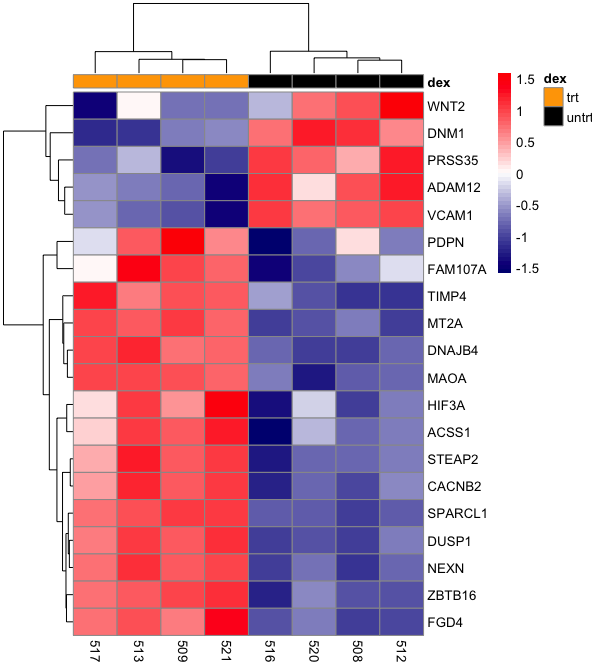 dex
WNT2
DNM1
PRSS35
ADAM12
VCAM1
PDPN
FAM107A
TIMP4
MT2A
DNAJB4
MAOA
HIF3A
ACSS1
STEAP2
CACNB2
SPARCL1
DUSP1
NEXN
ZBTB16
FGD4
517 513 509 521 516 520 508 512
1.5
1
0.5
0
-0.5
-1
-1.5
dex
trt
untrt